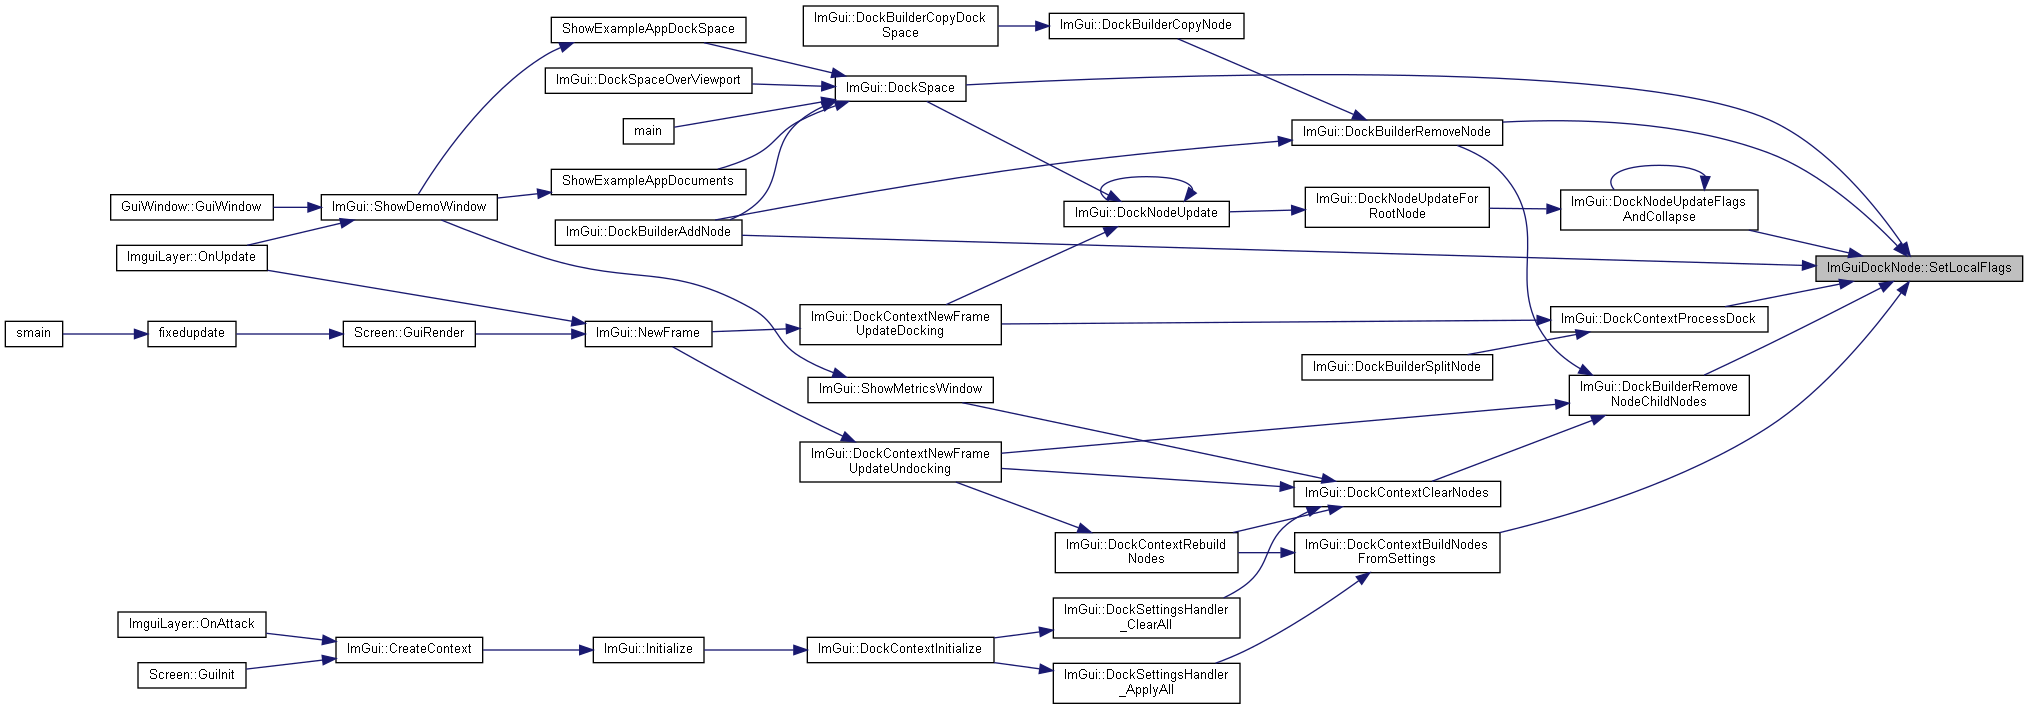 ImGui::DockBuilderCopyDock
Space
ImGui::DockBuilderCopyNode
ShowExampleAppDockSpace
ImGui::DockSpaceOverViewport
ImGui::DockSpace
main
ImGui::DockBuilderRemoveNode
ShowExampleAppDocuments
GuiWindow::GuiWindow
ImGui::ShowDemoWindow
ImGui::DockNodeUpdate
ImGui::DockNodeUpdateFor
RootNode
ImGui::DockNodeUpdateFlags
AndCollapse
ImGui::DockBuilderAddNode
ImguiLayer::OnUpdate
ImGuiDockNode::SetLocalFlags
ImGui::DockContextNewFrame
UpdateDocking
ImGui::DockContextProcessDock
smain
fixedupdate
Screen::GuiRender
ImGui::NewFrame
ImGui::DockBuilderSplitNode
ImGui::ShowMetricsWindow
ImGui::DockBuilderRemove
NodeChildNodes
ImGui::DockContextNewFrame
UpdateUndocking
ImGui::DockContextClearNodes
ImGui::DockContextRebuild
Nodes
ImGui::DockContextBuildNodes
FromSettings
ImGui::DockSettingsHandler
_ClearAll
ImguiLayer::OnAttack
ImGui::CreateContext
ImGui::Initialize
ImGui::DockContextInitialize
Screen::GuiInit
ImGui::DockSettingsHandler
_ApplyAll